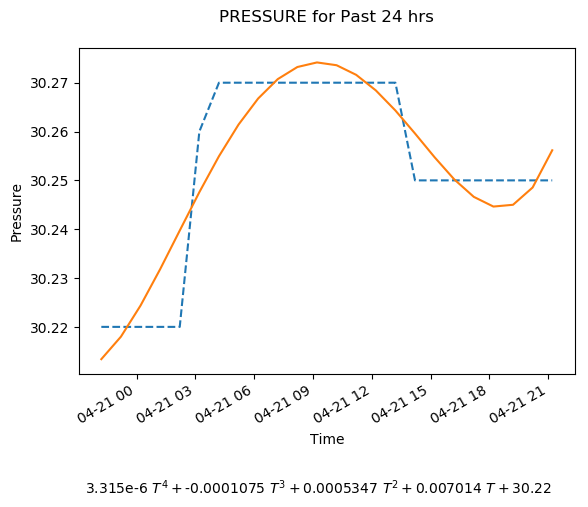 PRESSURE for Past 24 hrs
30.27
30.26
30.25
30.24
30.23
30.22
Pressure
04-21 00 04-21 03 04-21 06 04-21 09 04-21 12 04-21 15 04-21 18 04-21 21
Time
3.315e-6 T⁴ + -0.0001075 T³ + 0.0005347 T² + 0.007014 T + 30.22